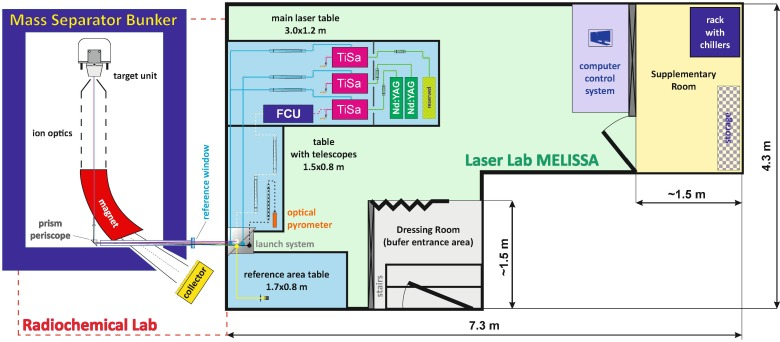 Mass Separator Bunker
target unit
ion optics
magnet
prism
periscope
reference window
collector
Radiochemical Lab
main laser table
3.0x1.2 m
TiSa
TiSa
TiSa
FCU
Nd:YAG
Nd:YAG
reserved
table
with telescopes
1.5x0.8 m
optical
pyrometer
launch system
reference area table
1.7x0.8 m
Laser Lab MELISSA
computer
control
system
rack
with
chillers
Supplementary
Room
storage
Dressing Room
(bufer entrance area)
stairs
~1.5 m
~1.5 m
4.3 m
7.3 m